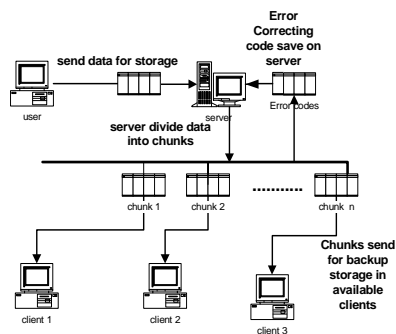 Error
Correcting
code save on
server
send data for storage
user
server
Error codes
server divide data
into chunks
chunk 1
chunk 2
chunk n
Chunks send
for backup
storage in
available
clients
client 1
client 2
client 3